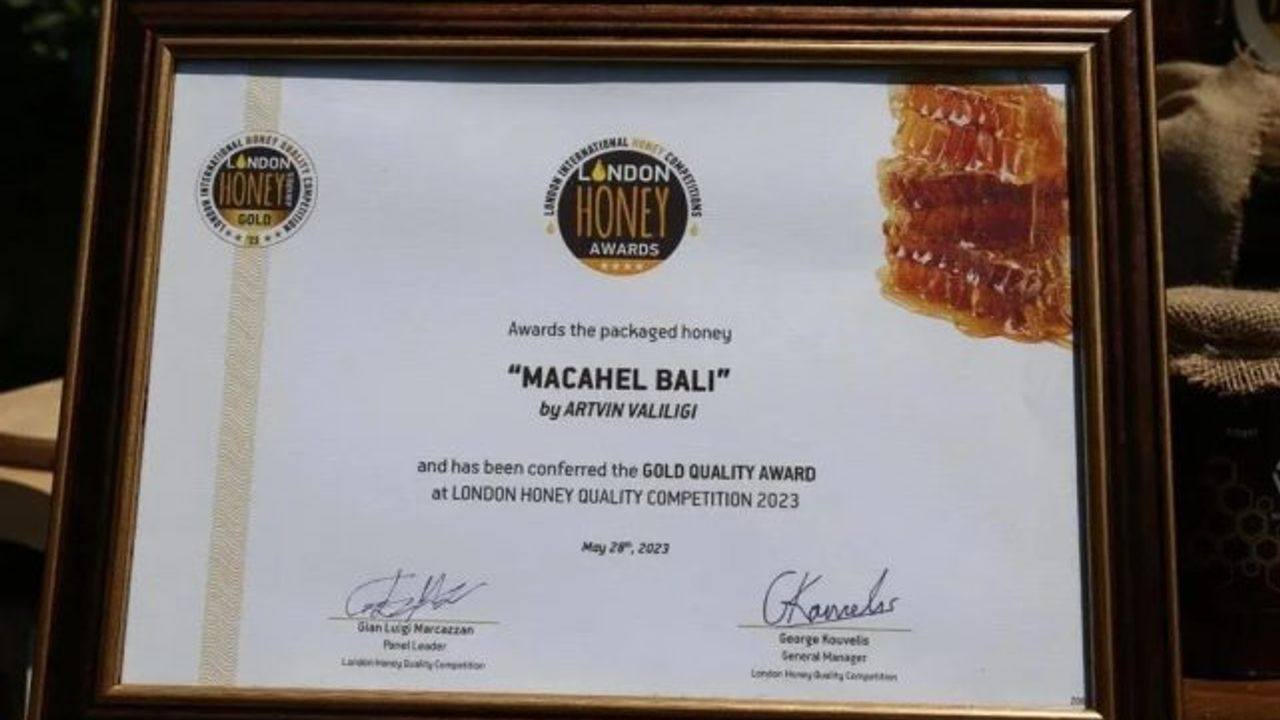 LONDON INTERNATIONAL HONEY QUALITY COMPETITION
LONDON
HONEY
GOLD
LONDON INTERNATIONAL HONEY COMPETITIONS
LONDON
HONEY
AWARDS
Awards the packaged honey
“MACAHEL BALI”
by ARTVIN VALILIGI
and has been conferred the GOLD QUALITY AWARD
at LONDON HONEY QUALITY COMPETITION 2023
May 28th, 2023
Gian Luigi Marcazzan
Panel Leader
London Honey Quality Competition
GKouvelis
George Kouvelis
General Manager
London Honey Quality Competition